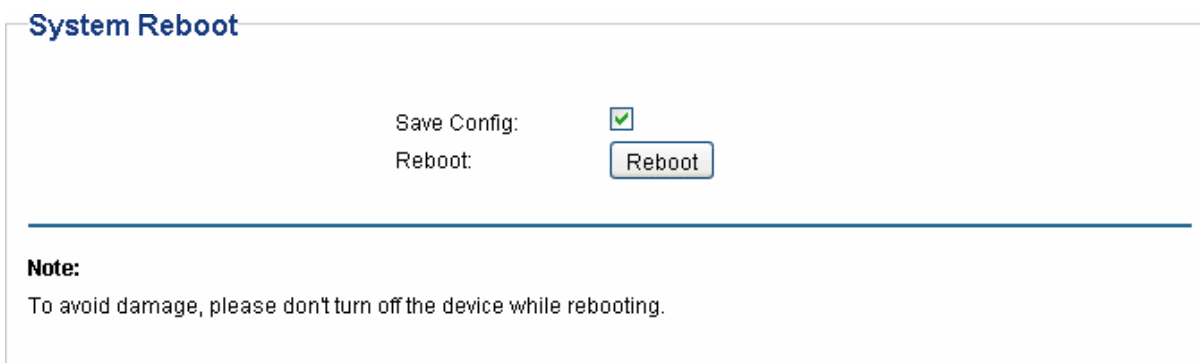 System Reboot
Save Config:
Reboot: Reboot
Note:
To avoid damage, please don't turn off the device while rebooting.